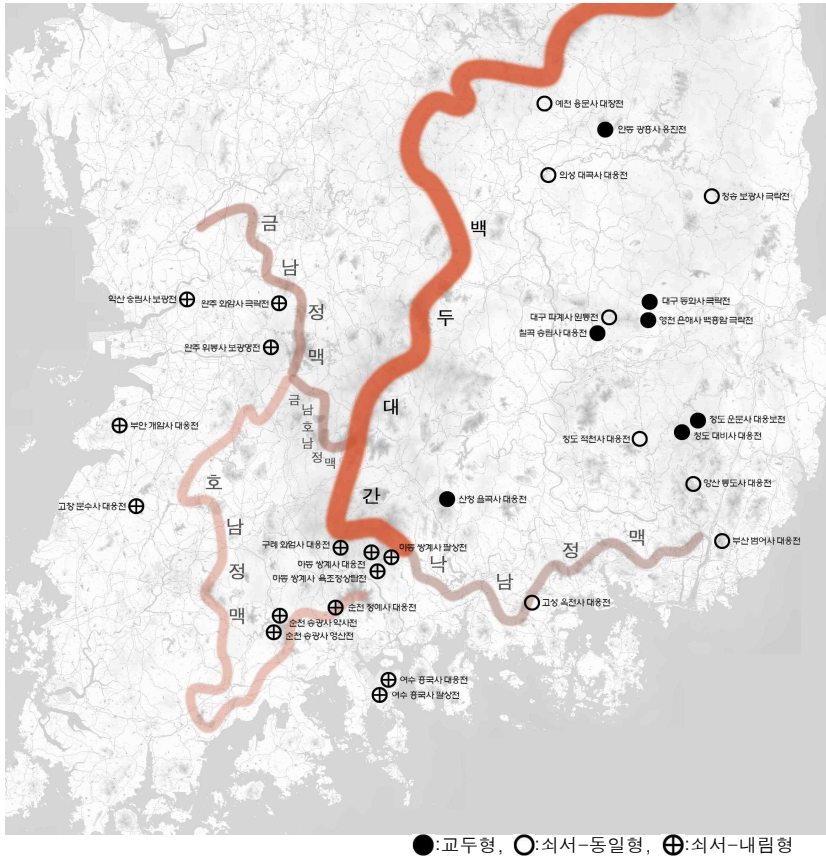 예천 용문사 대장전
안동 광흥사 응진전
의성 대곡사 대웅전
청송 보광사 극락전
금
남
정
맥
백
두
대
간
익산 숭림사 보광전
완주 화암사 극락전
완주 위봉사 보광명전
대구 동화사 극락전
대구 파계사 원통전
영천 은해사 백흥암 극락전
칠곡 송림사 대웅전
금
남
호
남
정
맥
부안 개암사 대웅전
청도 운문사 대웅보전
청도 대비사 대웅전
청도 적천사 대웅전
호
남
정
맥
고창 문수사 대웅전
산청 율곡사 대웅전
양산 통도사 대웅전
부산 범어사 대웅전
구례 화엄사 대웅전
하동 쌍계사 팔상전
하동 쌍계사 대웅전
하동 쌍계사 육조정상탑전
낙
남
정
맥
고성 옥천사 대웅전
순천 정혜사 대웅전
순천 송광사 약사전
순천 송광사 영산전
여수 흥국사 대웅전
여수 흥국사 팔상전
:교두형, :쇠서-동일형, :쇠서-내림형